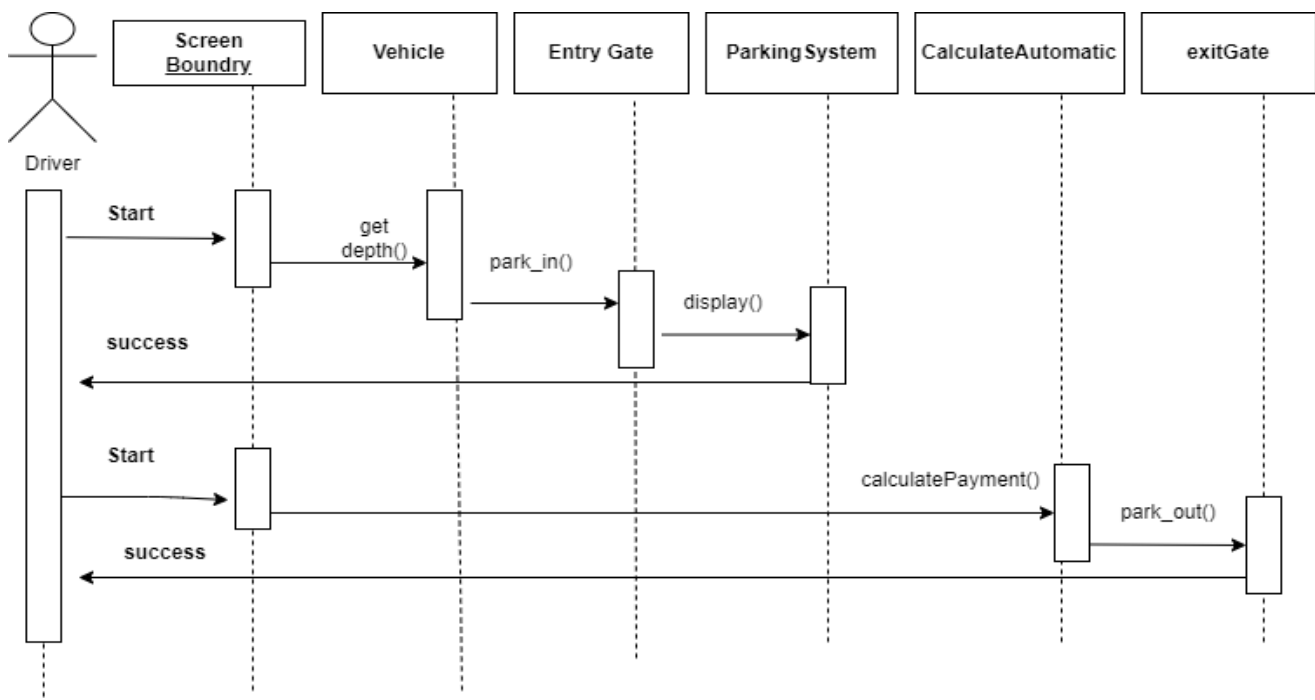 Screen
Boundry
Vehicle
Entry Gate
ParkingSystem
CalculateAutomatic
exitGate
Driver
Start
get
depth()
park_in()
display()
success
Start
calculatePayment()
park_out()
success